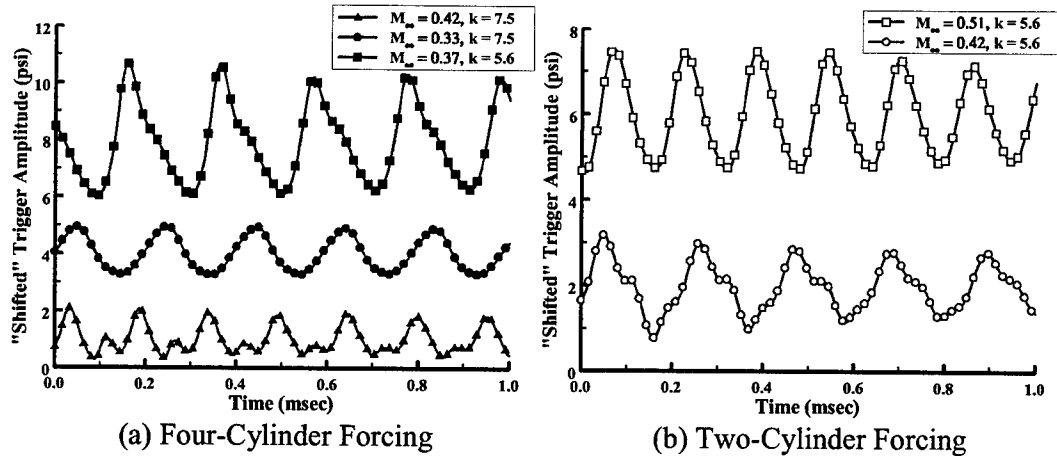 M∞ = 0.42, k = 7.5
M∞ = 0.33, k = 7.5
M∞ = 0.37, k = 5.6
"Shifted" Trigger Amplitude (psi)
12
10
8
6
4
2
0
0.0 0.2 0.4 0.6 0.8 1.0
Time (msec)
(a) Four-Cylinder Forcing
M∞ = 0.51, k = 5.6
M∞ = 0.42, k = 5.6
"Shifted" Trigger Amplitude (psi)
8
6
4
2
0
0.0 0.2 0.4 0.6 0.8 1.0
Time (msec)
(b) Two-Cylinder Forcing